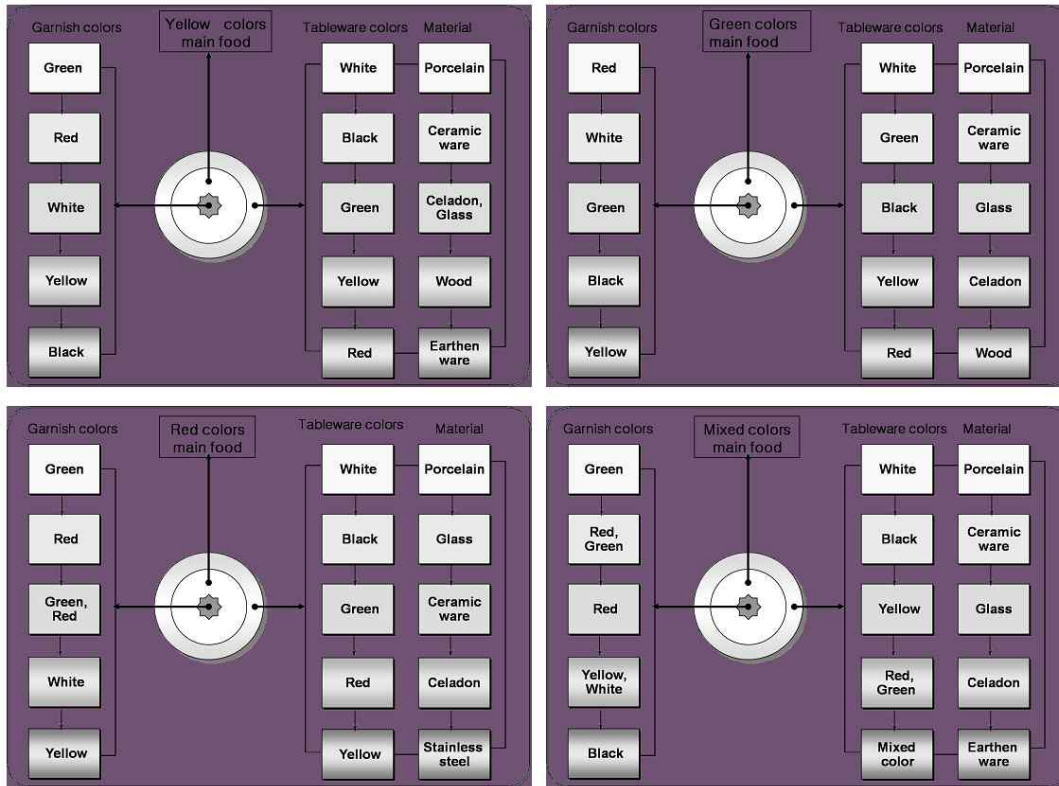 Garnish colors
Yellow colors
main food
Tableware colors
Material
Green
Red
White
Yellow
Black
White
Black
Green
Yellow
Red
Porcelain
Ceramic
ware
Celadon,
Glass
Wood
Earthen
ware
Garnish colors
Green colors
main food
Tableware colors
Material
Red
White
Green
Black
Yellow
White
Green
Black
Yellow
Red
Porcelain
Ceramic
ware
Glass
Celadon
Wood
Garnish colors
Red colors
main food
Tableware colors
Material
Green
Red
Green,
Red
White
Yellow
White
Black
Green
Red
Yellow
Porcelain
Glass
Ceramic
ware
Celadon
Stainless
steel
Garnish colors
Mixed colors
main food
Tableware colors
Material
Green
Red,
Green
Red
Yellow,
White
Black
White
Black
Yellow
Red,
Green
Mixed
color
Porcelain
Ceramic
ware
Glass
Celadon
Earthen
ware